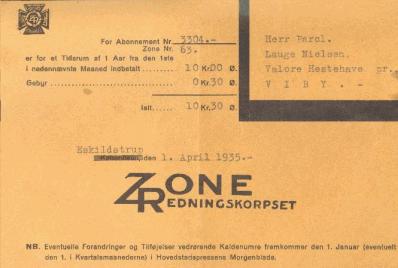 For Abonnement Nr. 3304.-
Zone Nr. 63.
er for et Tidsrum af 1 Aar fra den 1ste
i nedennævnte Maaned indbetalt ........ 10 Kr. 00 Ø.
Gebyr ........ 0 Kr. 30 Ø.
Ialt ........ 10 Kr. 30 Ø.
Herr Parcl.
Lauge Nielsen.
Valore Hestehave pr.
V I B Y . -
Eskildstrup
den 1. April 1935.-
ZONE
REDNINGSKORPSET
NB. Eventuelle Forandringer og Tilføjelser vedrørende Kaldenumre fremkommer den 1. Januar (eventuelt
den 1. i Kvartalsmaanederne) i Hovedstadspressens Morgenblade.